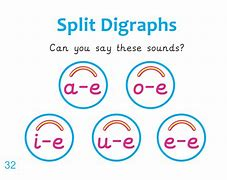 Split Digraphs
Can you say these sounds?
a-e o-e
i-e u-e e-e
32